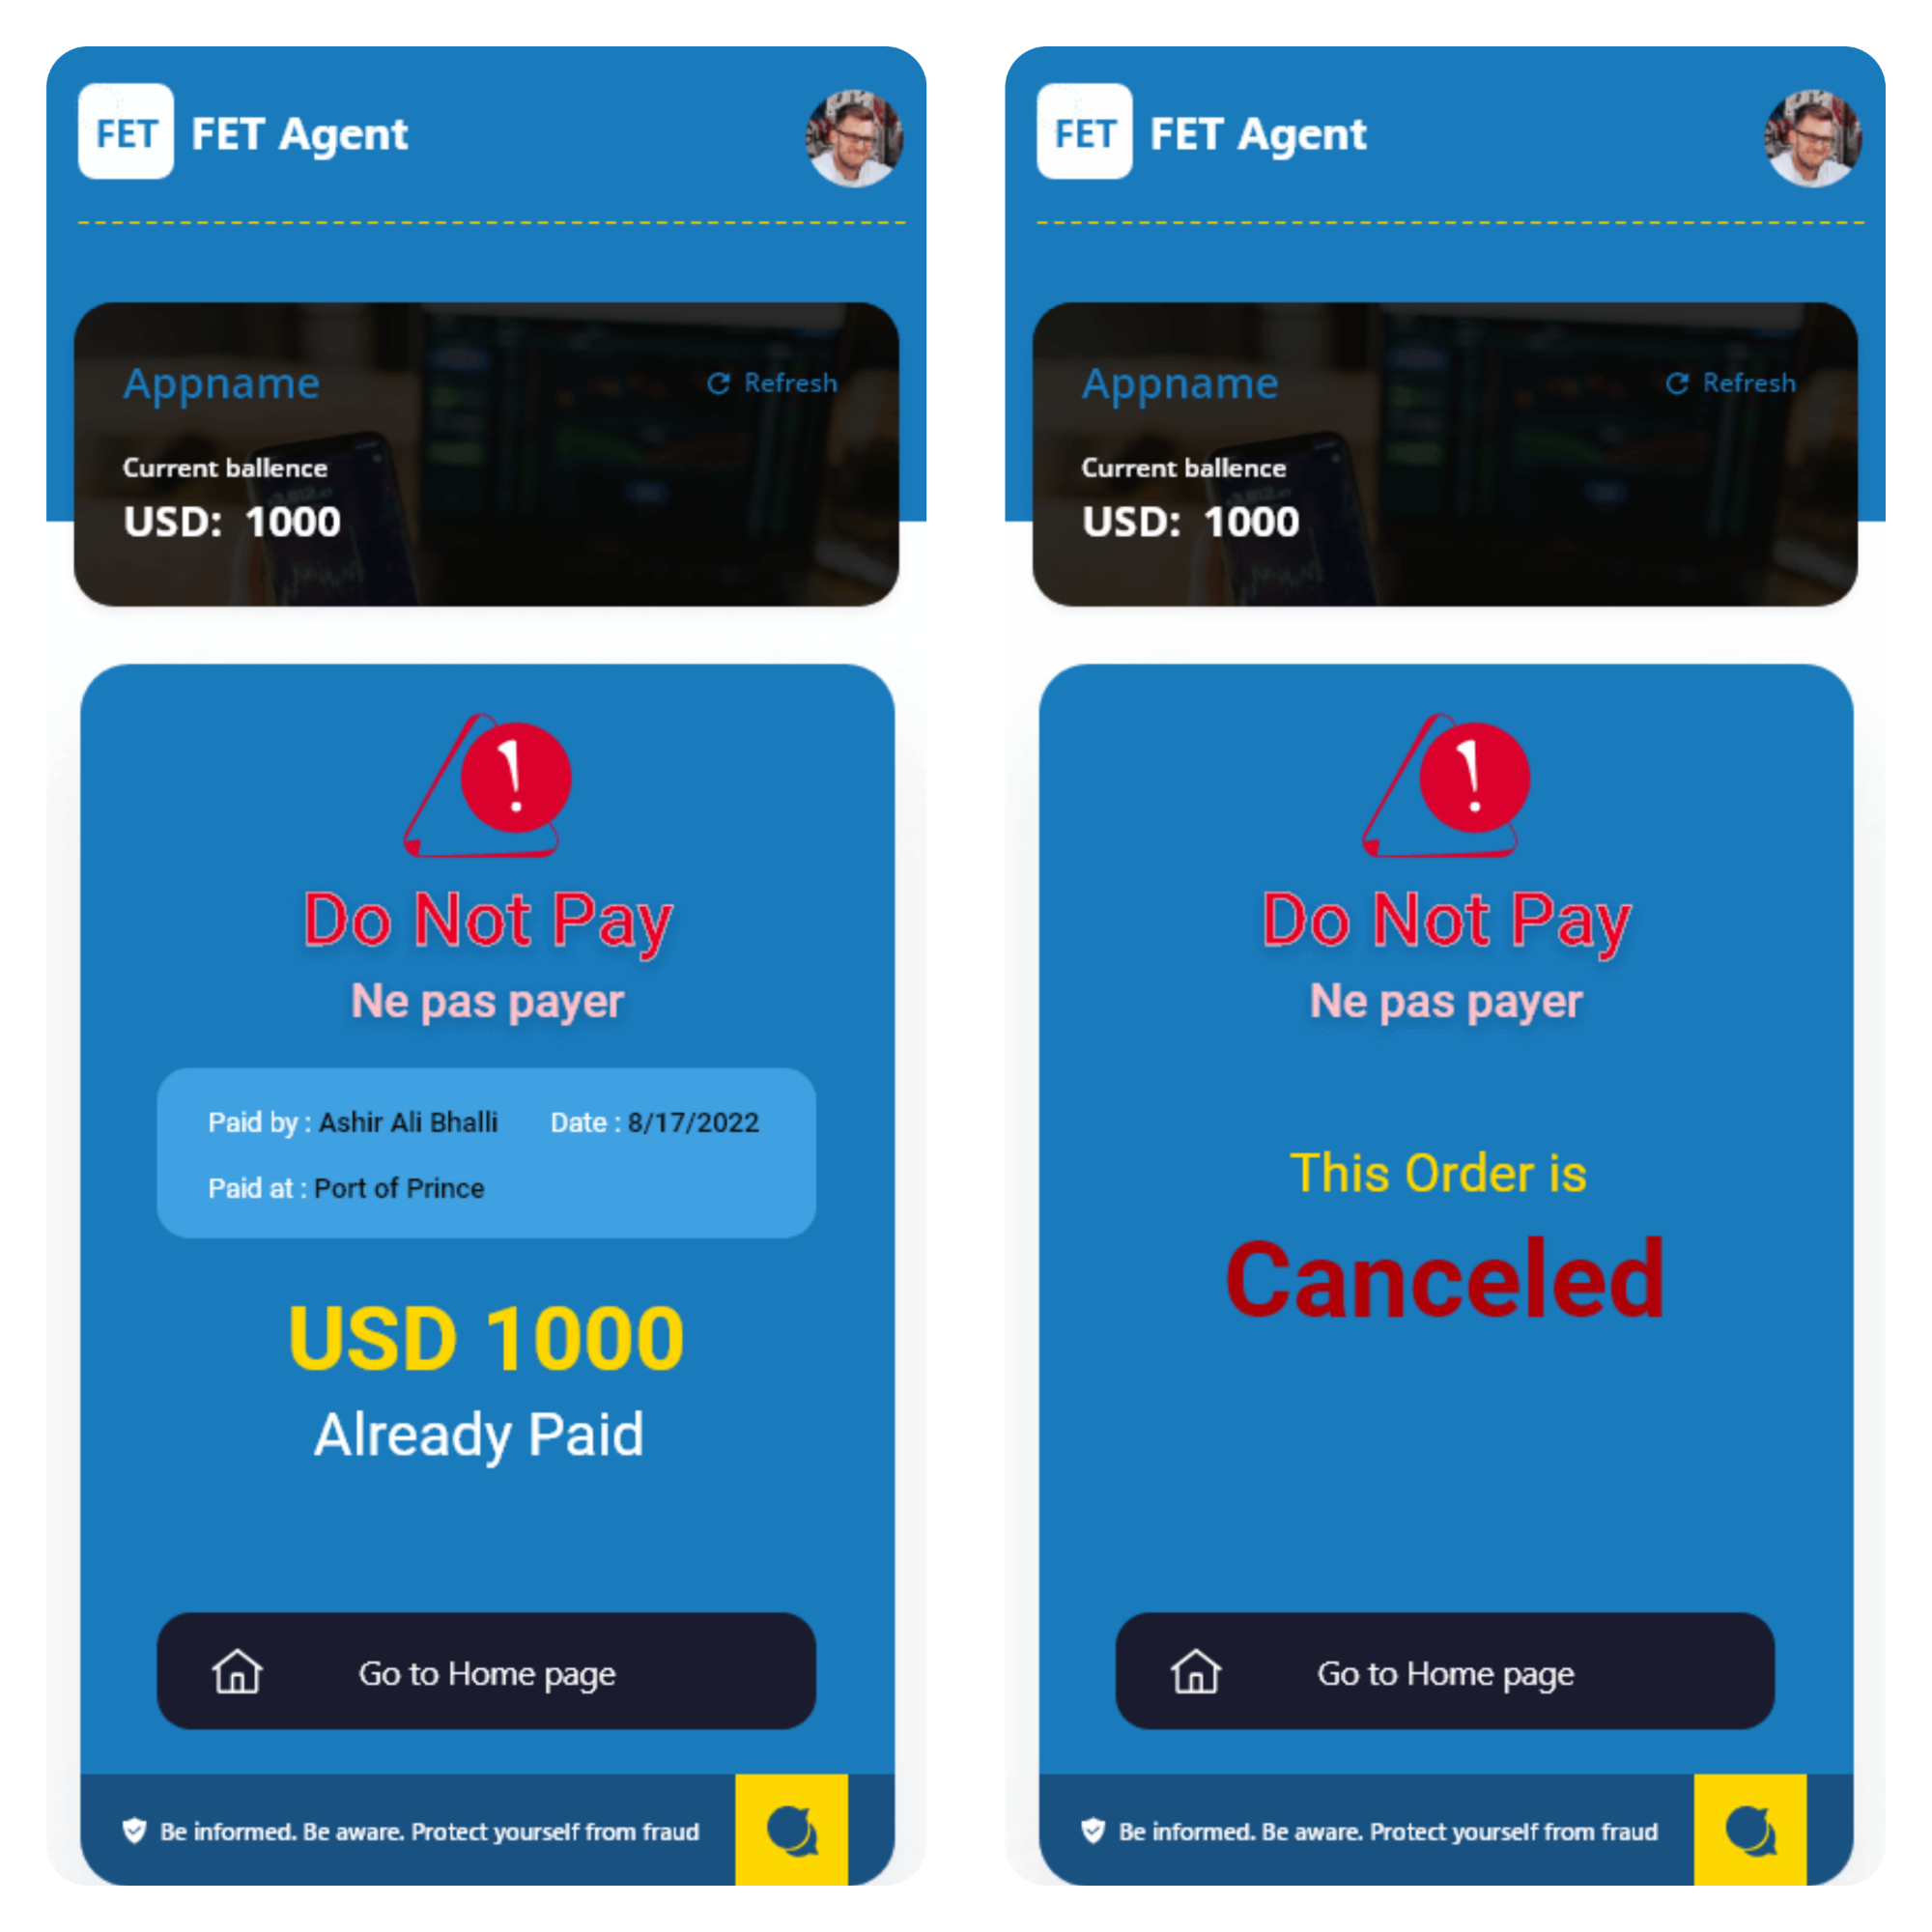 FET FET Agent
Appname Refresh
Current ballence
USD: 1000
Do Not Pay
Ne pas payer
Paid by : Ashir Ali Bhalli Date : 8/17/2022
Paid at : Port of Prince
USD 1000
Already Paid
Go to Home page
Be informed. Be aware. Protect yourself from fraud
FET FET Agent
Appname Refresh
Current ballence
USD: 1000
Do Not Pay
Ne pas payer
This Order is
Canceled
Go to Home page
Be informed. Be aware. Protect yourself from fraud